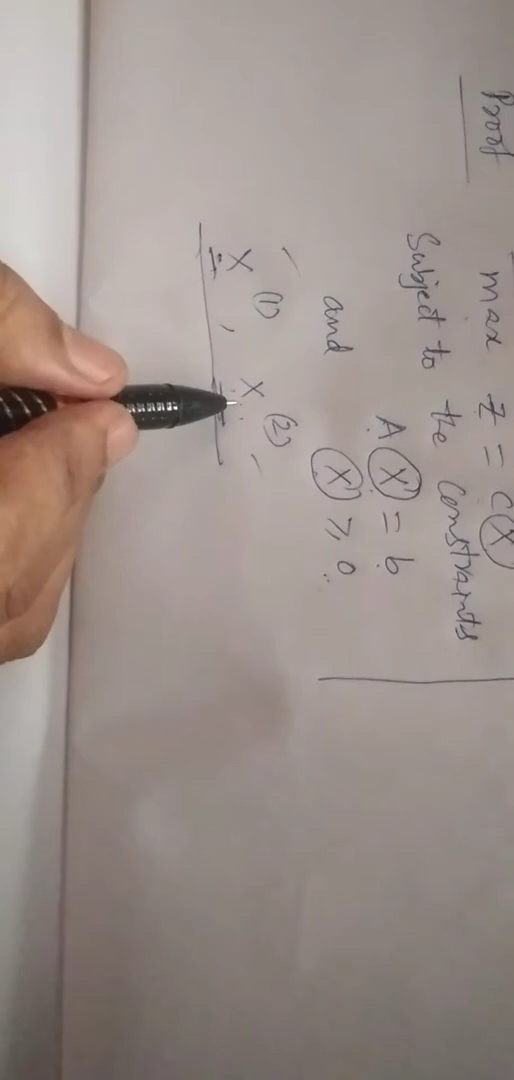 Proof
max Z = CX
Subject to the constraints
AX = b
and X ≥ 0
X⁽¹⁾, X⁽²⁾